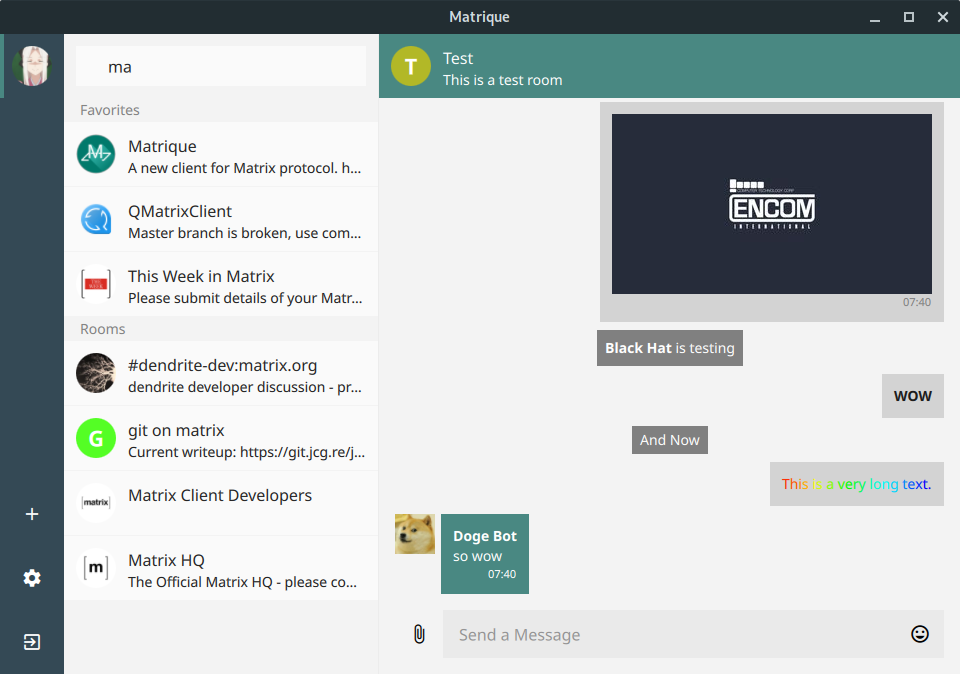 Matrique
ma
Favorites
Matrique
A new client for Matrix protocol. h...
QMatrixClient
Master branch is broken, use com...
THIS WEEK
This Week in Matrix
Please submit details of your Matr...
Rooms
#dendrite-dev:matrix.org
dendrite developer discussion - pr...
G
git on matrix
Current writeup: https://git.jcg.re/j...
matrix
Matrix Client Developers
[m]
Matrix HQ
The Official Matrix HQ - please co...
T
Test
This is a test room
ENCOM
INTERNATIONAL
07:40
Black Hat is testing
WOW
And Now
This is a very long text.
Doge Bot
so wow
07:40
Send a Message